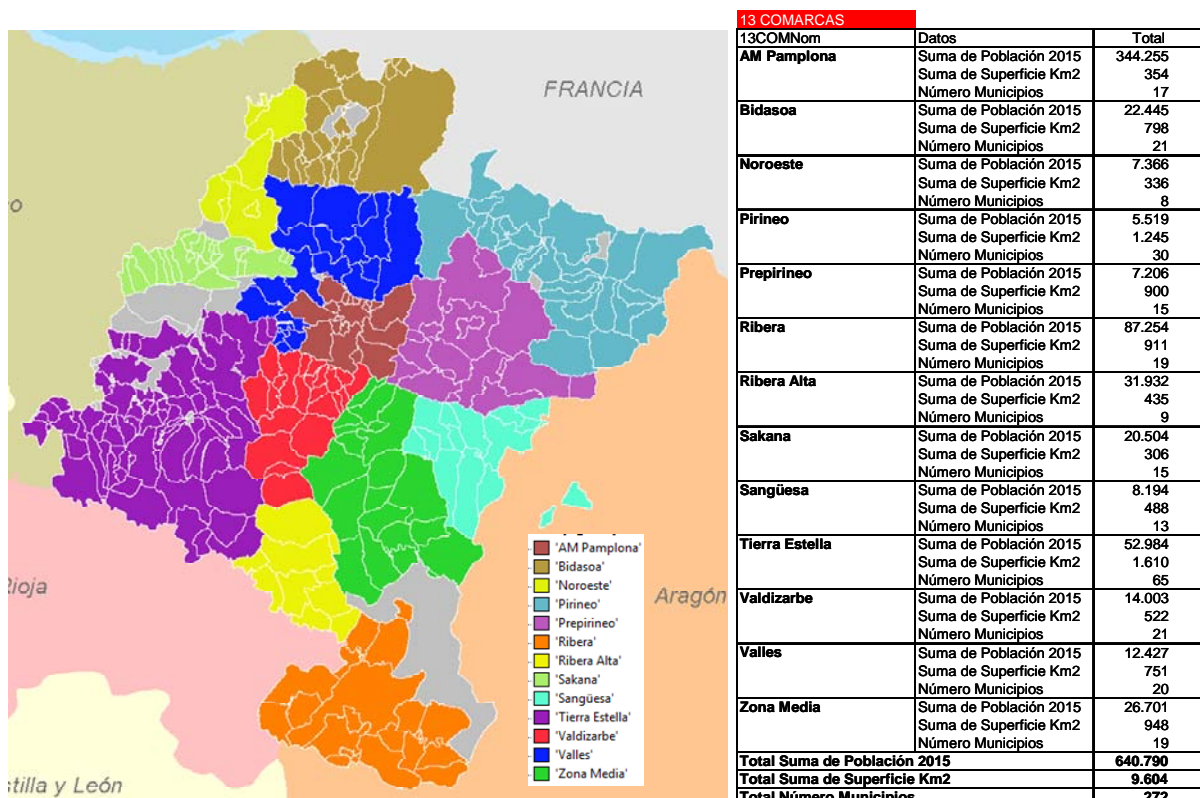 FRANCIA
o
Rioja
Aragón
stilla y León
'AM Pamplona'
'Bidasoa'
'Noroeste'
'Pirineo'
'Prepirineo'
'Ribera'
'Ribera Alta'
'Sakana'
'Sangüesa'
'Tierra Estella'
'Valdizarbe'
'Valles'
'Zona Media'
13 COMARCAS
13COMNom Datos Total
AM Pamplona Suma de Población 2015 344.255
Suma de Superficie Km2 354
Número Municipios 17
Bidasoa Suma de Población 2015 22.445
Suma de Superficie Km2 798
Número Municipios 21
Noroeste Suma de Población 2015 7.366
Suma de Superficie Km2 336
Número Municipios 8
Pirineo Suma de Población 2015 5.519
Suma de Superficie Km2 1.245
Número Municipios 30
Prepirineo Suma de Población 2015 7.206
Suma de Superficie Km2 900
Número Municipios 15
Ribera Suma de Población 2015 87.254
Suma de Superficie Km2 911
Número Municipios 19
Ribera Alta Suma de Población 2015 31.932
Suma de Superficie Km2 435
Número Municipios 9
Sakana Suma de Población 2015 20.504
Suma de Superficie Km2 306
Número Municipios 15
Sangüesa Suma de Población 2015 8.194
Suma de Superficie Km2 488
Número Municipios 13
Tierra Estella Suma de Población 2015 52.984
Suma de Superficie Km2 1.610
Número Municipios 65
Valdizarbe Suma de Población 2015 14.003
Suma de Superficie Km2 522
Número Municipios 21
Valles Suma de Población 2015 12.427
Suma de Superficie Km2 751
Número Municipios 20
Zona Media Suma de Población 2015 26.701
Suma de Superficie Km2 948
Número Municipios 19
Total Suma de Población 2015 640.790
Total Suma de Superficie Km2 9.604
Total Número Municipios 272